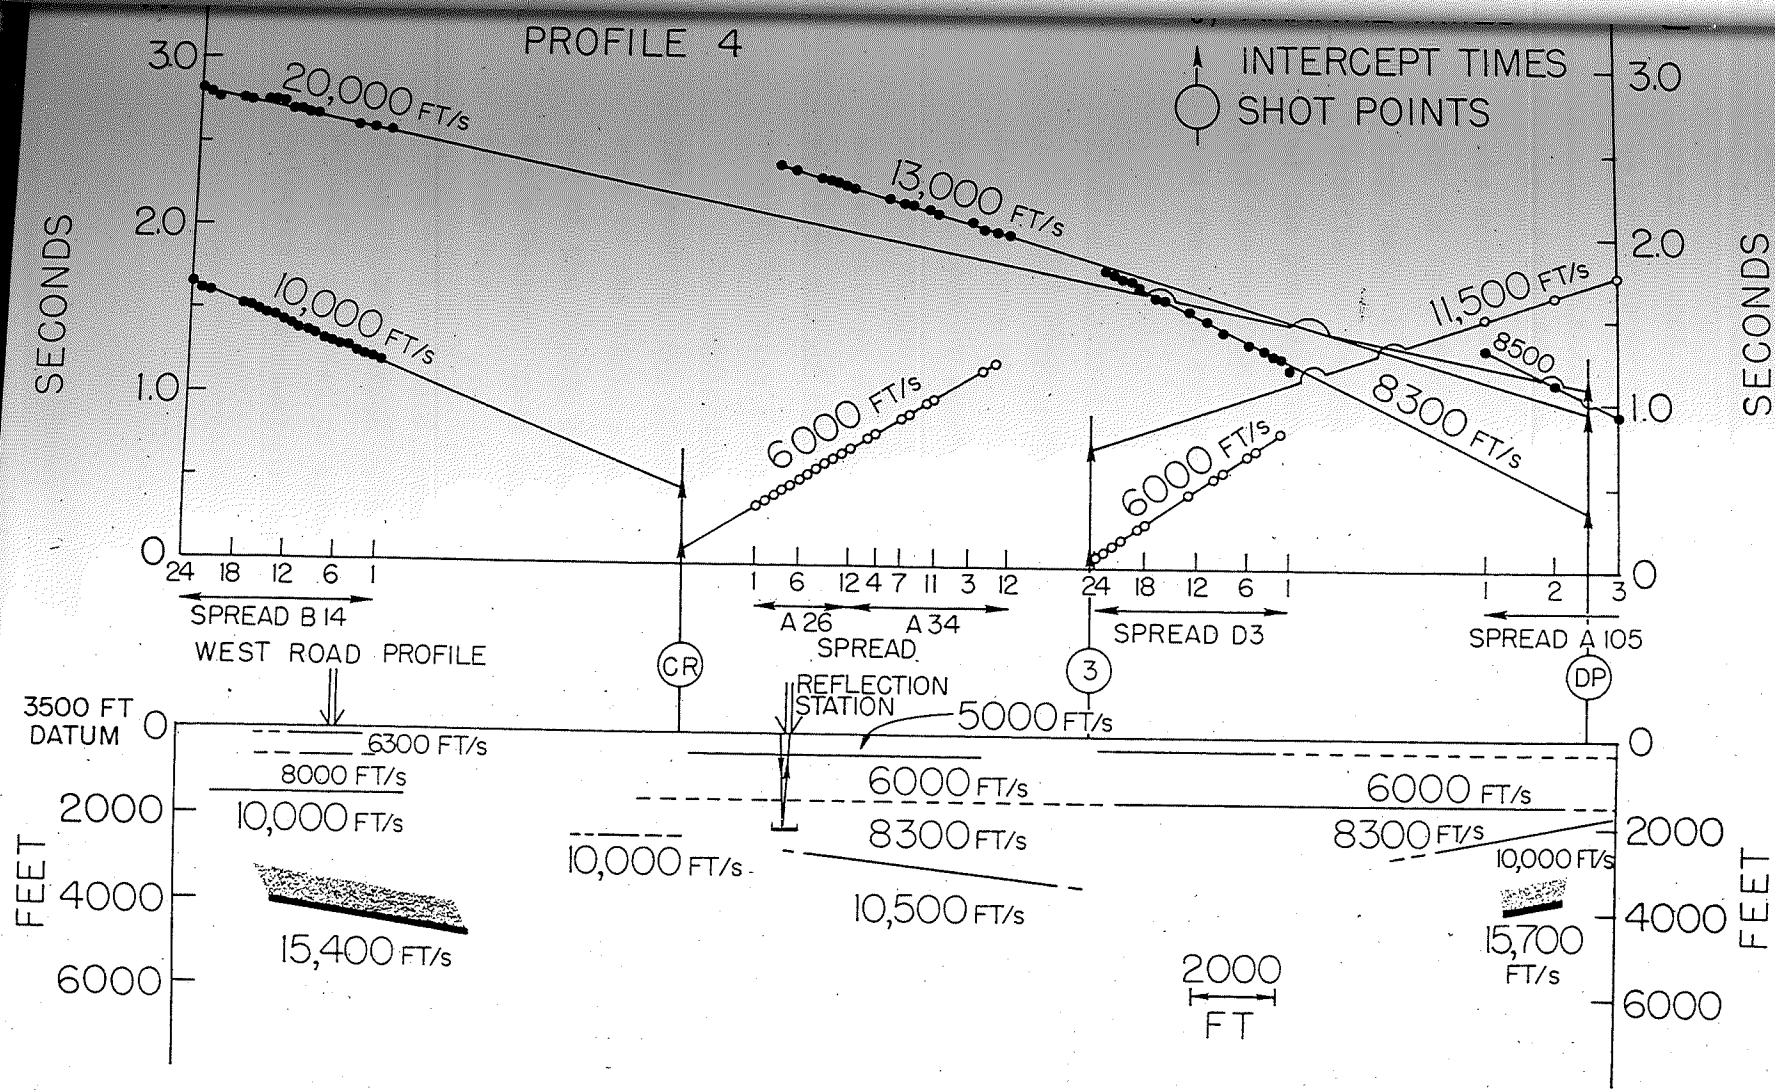 PROFILE 4
INTERCEPT TIMES
SHOT POINTS
3.0
20,000 FT/s
3.0
13,000 FT/s
2.0
2.0
SECONDS
SECONDS
10,000 FT/s
11,500 FT/s
8500
1.0
6000 FT/s
8300 FT/s
1.0
6000 FT/s
0
0
24 18 12 6 1
1 6 12 4 7 11 3 12
24 18 12 6 1
1 2 3
SPREAD B14
A 26 A 34
SPREAD
SPREAD D3
SPREAD A 105
WEST ROAD PROFILE
CR
3
DP
REFLECTION
STATION
3500 FT
DATUM
0
0
5000 FT/s
6300 FT/s
8000 FT/s
6000 FT/s
6000 FT/s
2000
10,000 FT/s
8300 FT/s
8300 FT/s
2000
10,000 FT/s
10,000 FT/s
FEET
FEET
4000
10,500 FT/s
4000
15,400 FT/s
15,700
FT/s
6000
2000
FT
6000